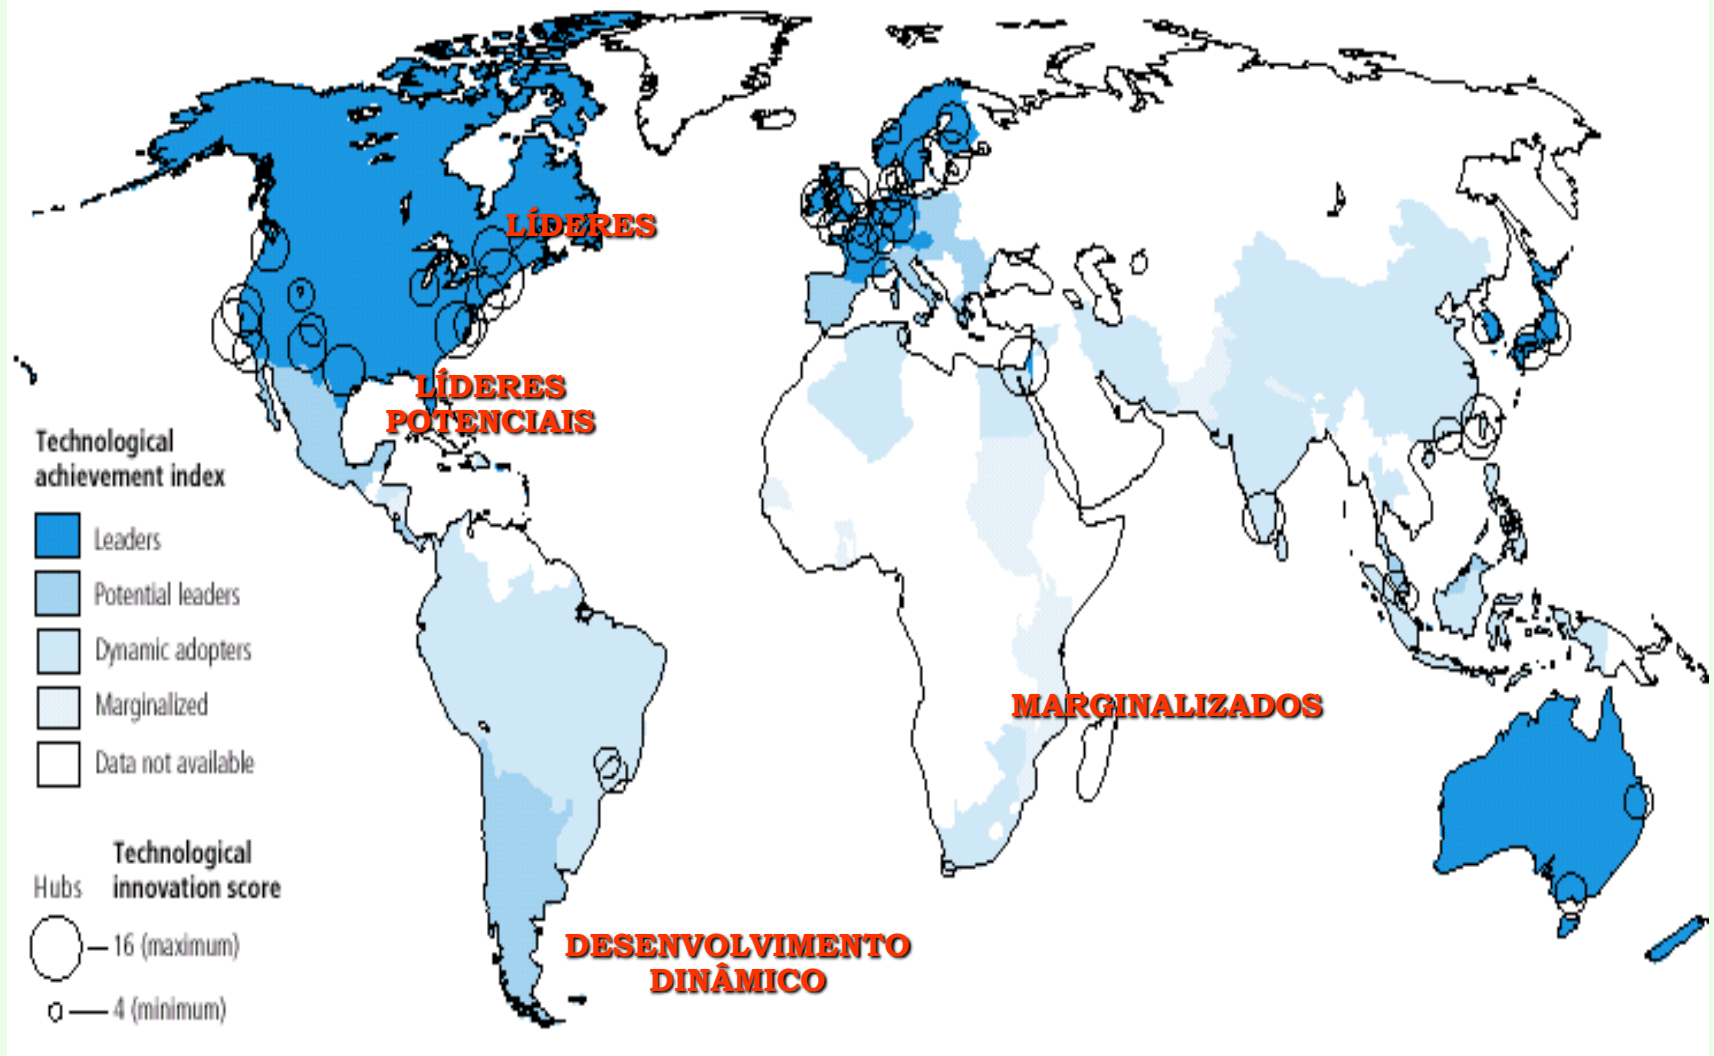 LÍDERES
LÍDERES
POTENCIAIS
Technological
achievement index
Leaders
Potential leaders
Dynamic adopters
Marginalized
Data not available
MARGINALIZADOS
Technological
Hubs innovation score
16 (maximum)
4 (minimum)
DESENVOLVIMENTO
DINÂMICO